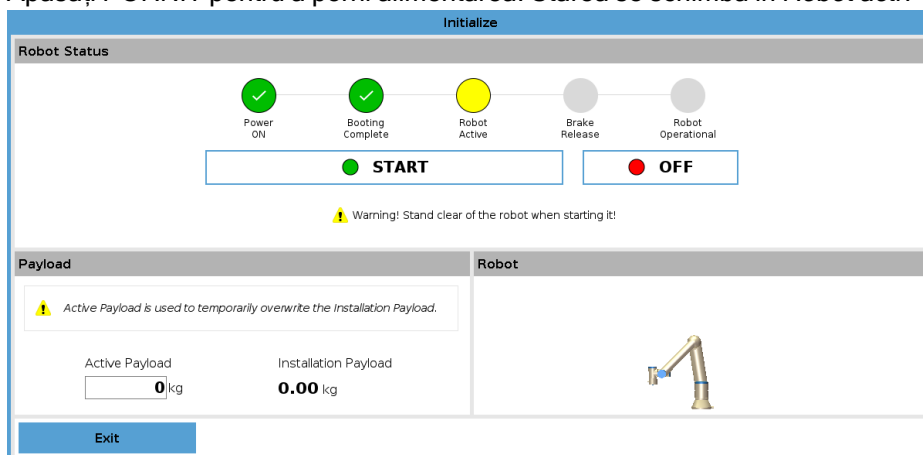 Initialize
Robot Status
Power
ON
Booting
Complete
Robot
Active
Brake
Release
Robot
Operational
START
OFF
Warning! Stand clear of the robot when starting it!
Payload
Robot
Active Payload is used to temporarily overwrite the Installation Payload.
Active Payload
Installation Payload
0 kg
0.00 kg
Exit